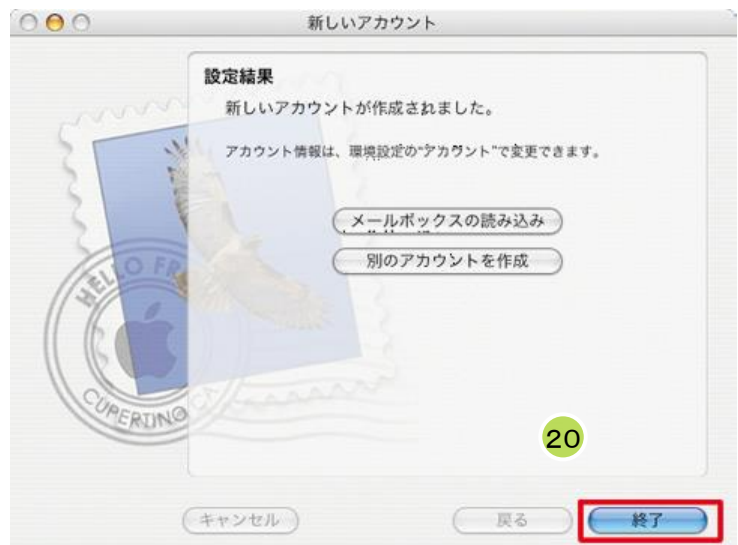 新しいアカウント
設定結果
新しいアカウントが作成されました。
アカウント情報は、環境設定の“アカウント”で変更できます。
メールボックスの読み込み
別のアカウントを作成
HELLO FR
CUPERTINO CA
20
キャンセル
戻る
終了